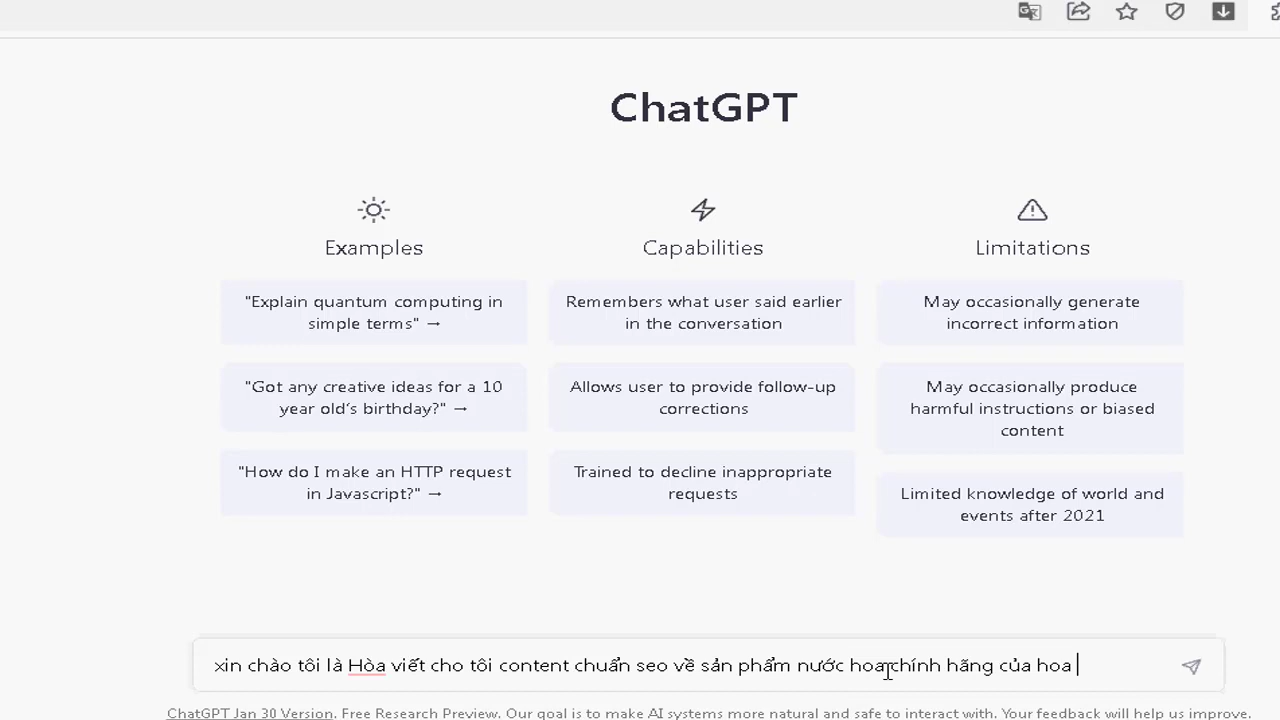 ChatGPT
Examples
Capabilities
Limitations
"Explain quantum computing in
simple terms" →
Remembers what user said earlier
in the conversation
May occasionally generate
incorrect information
"Got any creative ideas for a 10
year old's birthday?" →
Allows user to provide follow-up
corrections
May occasionally produce
harmful instructions or biased
content
"How do I make an HTTP request
in Javascript?" →
Trained to decline inappropriate
requests
Limited knowledge of world and
events after 2021
xin chào tôi là Hòa viết cho tôi content chuẩn seo về sản phẩm nước hoa chính hãng của hoa
ChatGPT Jan 30 Version. Free Research Preview. Our goal is to make AI systems more natural and safe to interact with. Your feedback will help us improve.